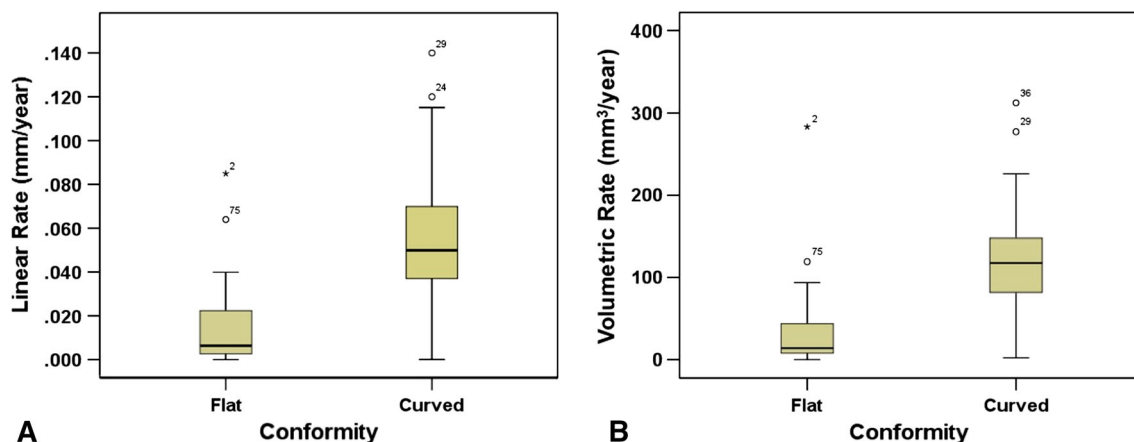 Linear Rate (mm/year)
.140
.120
.100
.080
.060
.040
.020
.000
29
24
2
75
Flat
Curved
Conformity
A
Volumetric Rate (mm³/year)
400
300
200
100
0
36
2
29
75
Flat
Curved
Conformity
B